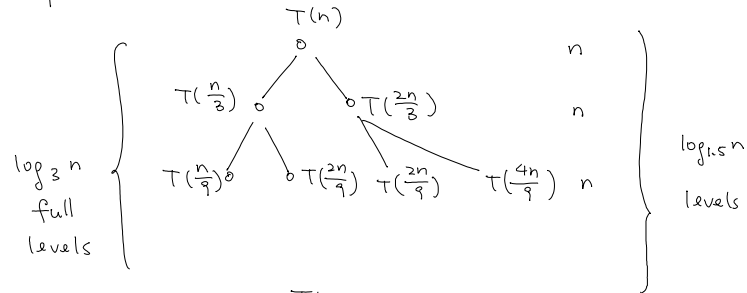 T(n)
n
T(n/3) T(2n/3) n
T(n/9) T(2n/9) T(2n/9) T(4n/9) n
log₃ n
full
levels
log₁.₅ n
levels